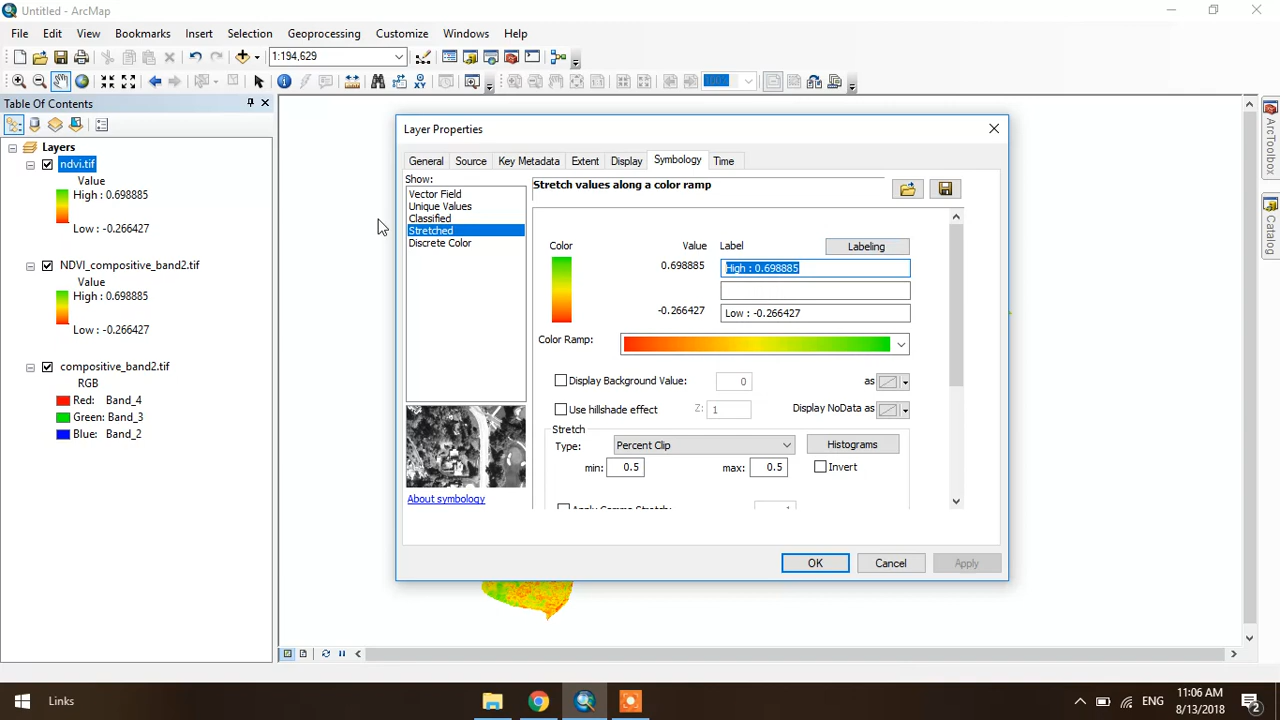 Untitled - ArcMap
File Edit View Bookmarks Insert Selection Geoprocessing Customize Windows Help
1:194,629
Table Of Contents
Layers
ndvi.tif
Value
High : 0.698885
Low : -0.266427
NDVI_compositive_band2.tif
Value
High : 0.698885
Low : -0.266427
compositive_band2.tif
RGB
Red: Band_4
Green: Band_3
Blue: Band_2
Layer Properties
General Source Key Metadata Extent Display Symbology Time
Show:
Vector Field
Unique Values
Classified
Stretched
Discrete Color
About symbology
Stretch values along a color ramp
Color Value Label Labeling
0.698885 High : 0.698885
-0.266427 Low : -0.266427
Color Ramp:
Display Background Value: 0 as
Use hillshade effect Z: 1 Display NoData as
Stretch
Type: Percent Clip Histograms
min: 0.5 max: 0.5 Invert
OK Cancel Apply
ArcToolbox
Catalog
Links
ENG
11:06 AM
8/13/2018
2